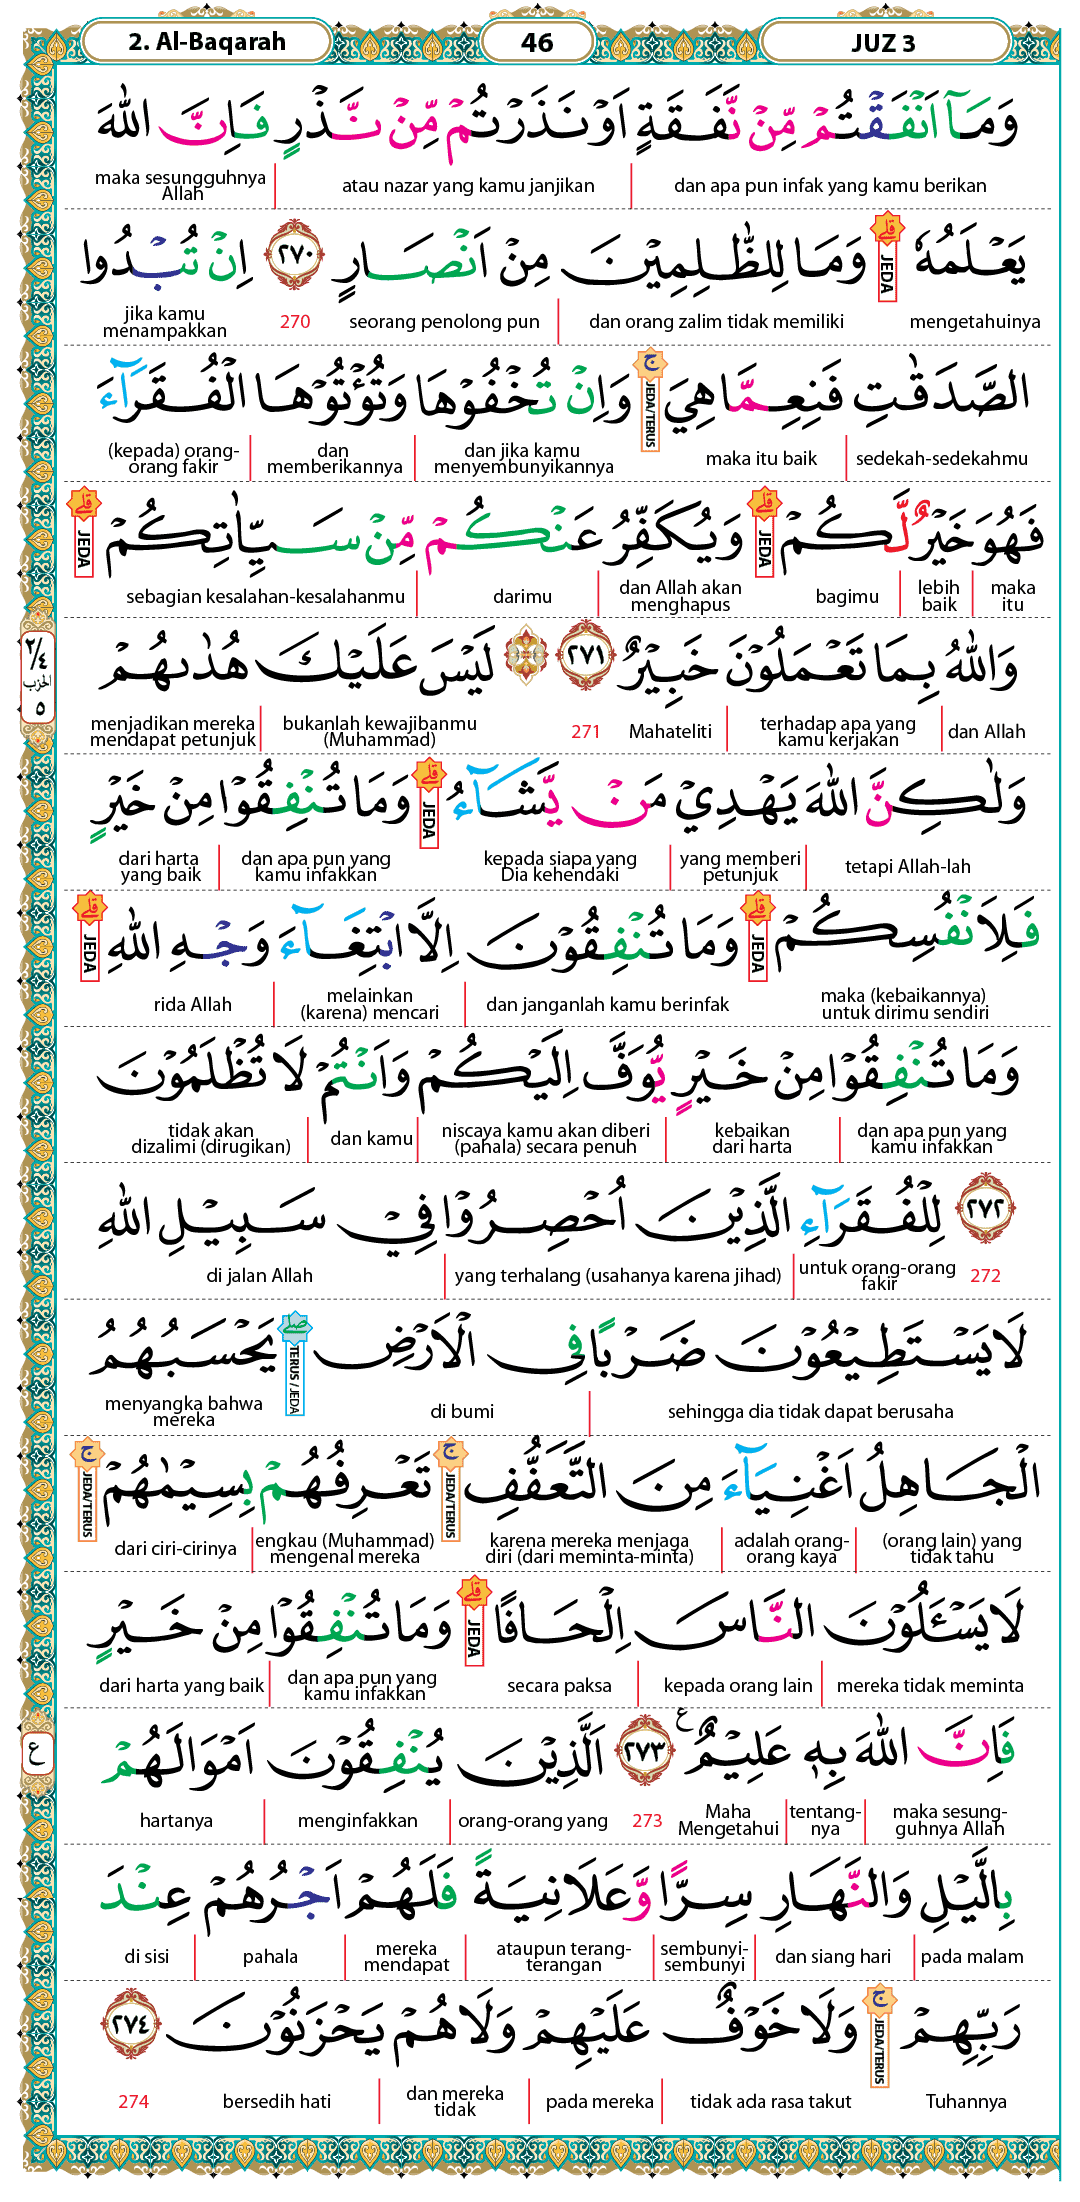 2. Al-Baqarah 46 JUZ 3
وَمَآ اَنْفَقْتُمْ مِّنْ نَّفَقَةٍ اَوْ نَذَرْتُمْ مِّنْ نَّذْرٍ فَاِنَّ اللّٰهَ
dan apa pun infak yang kamu berikan atau nazar yang kamu janjikan maka sesungguhnya Allah
يَعْلَمُهٗ ۗ JEDA وَمَا لِلظّٰلِمِيْنَ مِنْ اَنْصَارٍ ٢٧٠ اِنْ تُبْدُوا
mengetahuinya dan orang zalim tidak memiliki seorang penolong pun 270 jika kamu menampakkan
الصَّدَقٰتِ فَنِعِمَّا هِيَ ۚ JEDA/TERUS وَاِنْ تُخْفُوْهَا وَتُؤْتُوْهَا الْفُقَرَاۤءَ
sedekah-sedekahmu maka itu baik dan jika kamu menyembunyikannya dan memberikannya (kepada) orang-orang fakir
فَهُوَ خَيْرٌ لَّكُمْ ۗ JEDA وَيُكَفِّرُ عَنْكُمْ مِّنْ سَيِّاٰتِكُمْ ۗ JEDA
maka itu lebih baik bagimu dan Allah akan menghapus darimu sebagian kesalahan-kesalahanmu
وَاللّٰهُ بِمَا تَعْمَلُوْنَ خَبِيْرٌ ٢٧١ لَيْسَ عَلَيْكَ هُدٰىهُمْ
٢/٤ الحزب ٥
dan Allah terhadap apa yang kamu kerjakan Mahateliti 271 bukanlah kewajibanmu (Muhammad) menjadikan mereka mendapat petunjuk
وَلٰكِنَّ اللّٰهَ يَهْدِيْ مَنْ يَّشَاۤءُ ۗ JEDA وَمَا تُنْفِقُوْا مِنْ خَيْرٍ
tetapi Allah-lah yang memberi petunjuk kepada siapa yang Dia kehendaki dan apa pun yang kamu infakkan dari harta yang baik
فَلِاَنْفُسِكُمْ ۗ JEDA وَمَا تُنْفِقُوْنَ اِلَّا ابْتِغَاۤءَ وَجْهِ اللّٰهِ ۗ JEDA
maka (kebaikannya) untuk dirimu sendiri dan janganlah kamu berinfak melainkan (karena) mencari rida Allah
وَمَا تُنْفِقُوْا مِنْ خَيْرٍ يُّوَفَّ اِلَيْكُمْ وَاَنْتُمْ لَا تُظْلَمُوْنَ
dan apa pun yang kamu infakkan kebaikan dari harta niscaya kamu akan diberi (pahala) secara penuh dan kamu tidak akan dizalimi (dirugikan)
٢٧٢ لِلْفُقَرَاۤءِ الَّذِيْنَ اُحْصِرُوْا فِيْ سَبِيْلِ اللّٰهِ
272 untuk orang-orang fakir yang terhalang (usahanya karena jihad) di jalan Allah
لَا يَسْتَطِيْعُوْنَ ضَرْبًا فِى الْاَرْضِ ۖ TERUS/JEDA يَحْسَبُهُمُ
sehingga dia tidak dapat berusaha di bumi menyangka bahwa mereka
الْجَاهِلُ اَغْنِيَاۤءَ مِنَ التَّعَفُّفِ ۚ JEDA/TERUS تَعْرِفُهُمْ بِسِيْمٰهُمْ ۚ JEDA/TERUS
(orang lain) yang tidak tahu adalah orang-orang kaya karena mereka menjaga diri (dari meminta-minta) engkau (Muhammad) mengenal mereka dari ciri-cirinya
لَا يَسْـَٔلُوْنَ النَّاسَ اِلْحَافًا ۗ JEDA وَمَا تُنْفِقُوْا مِنْ خَيْرٍ
mereka tidak meminta kepada orang lain secara paksa dan apa pun yang kamu infakkan dari harta yang baik
فَاِنَّ اللّٰهَ بِهٖ عَلِيْمٌ ع ٢٧٣ اَلَّذِيْنَ يُنْفِقُوْنَ اَمْوَالَهُمْ
ع
maka sesung-guhnya Allah tentang-nya Maha Mengetahui 273 orang-orang yang menginfakkan hartanya
بِالَّيْلِ وَالنَّهَارِ سِرًّا وَّعَلَانِيَةً فَلَهُمْ اَجْرُهُمْ عِنْدَ
pada malam dan siang hari sembunyi-sembunyi ataupun terang-terangan mereka mendapat pahala di sisi
رَبِّهِمْ ۚ JEDA/TERUS وَلَا خَوْفٌ عَلَيْهِمْ وَلَا هُمْ يَحْزَنُوْنَ ٢٧٤
Tuhannya tidak ada rasa takut pada mereka dan mereka tidak bersedih hati 274